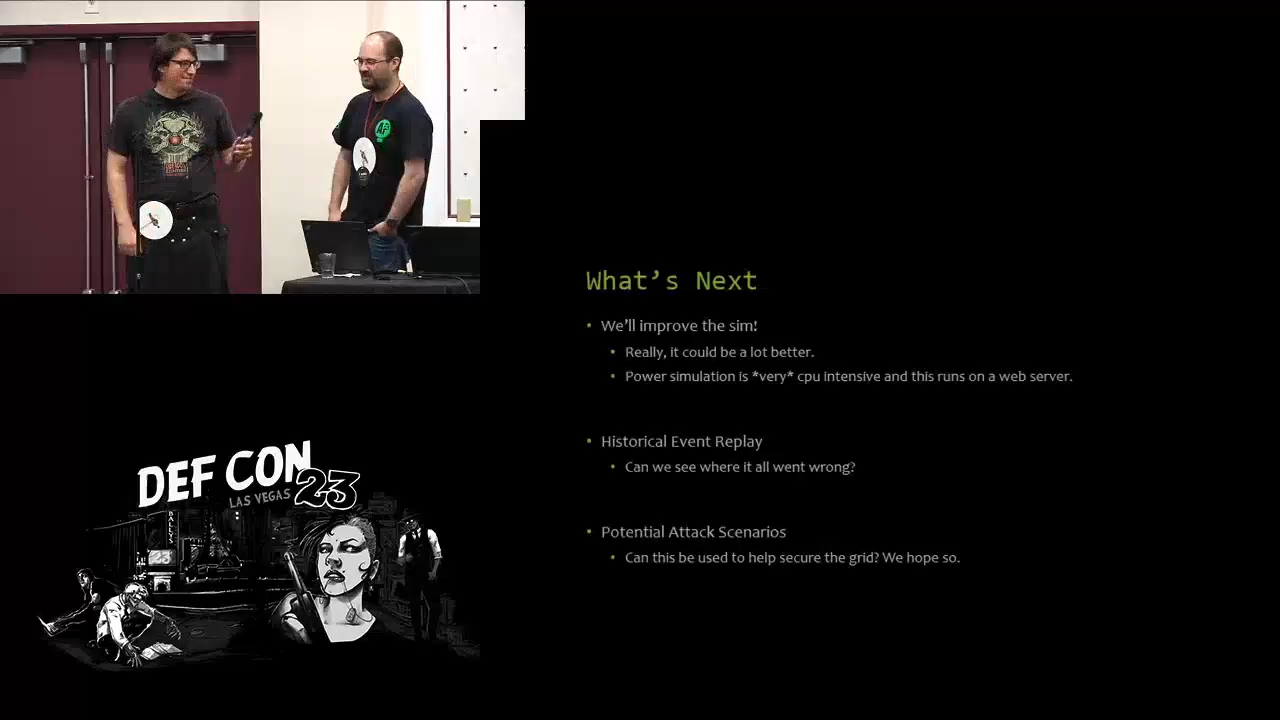 What's Next
• We'll improve the sim!
• Really, it could be a lot better.
• Power simulation is *very* cpu intensive and this runs on a web server.
• Historical Event Replay
• Can we see where it all went wrong?
• Potential Attack Scenarios
• Can this be used to help secure the grid? We hope so.
DEF CON
LAS VEGAS 23
BALLYS